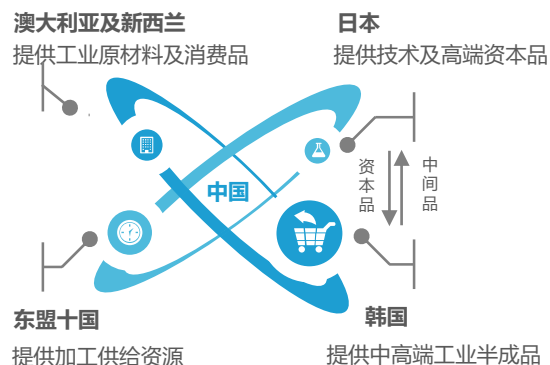 澳大利亚及新西兰
提供工业原材料及消费品
日本
提供技术及高端资本品
中国
资本品
中间品
东盟十国
提供加工供给资源
韩国
提供中高端工业半成品